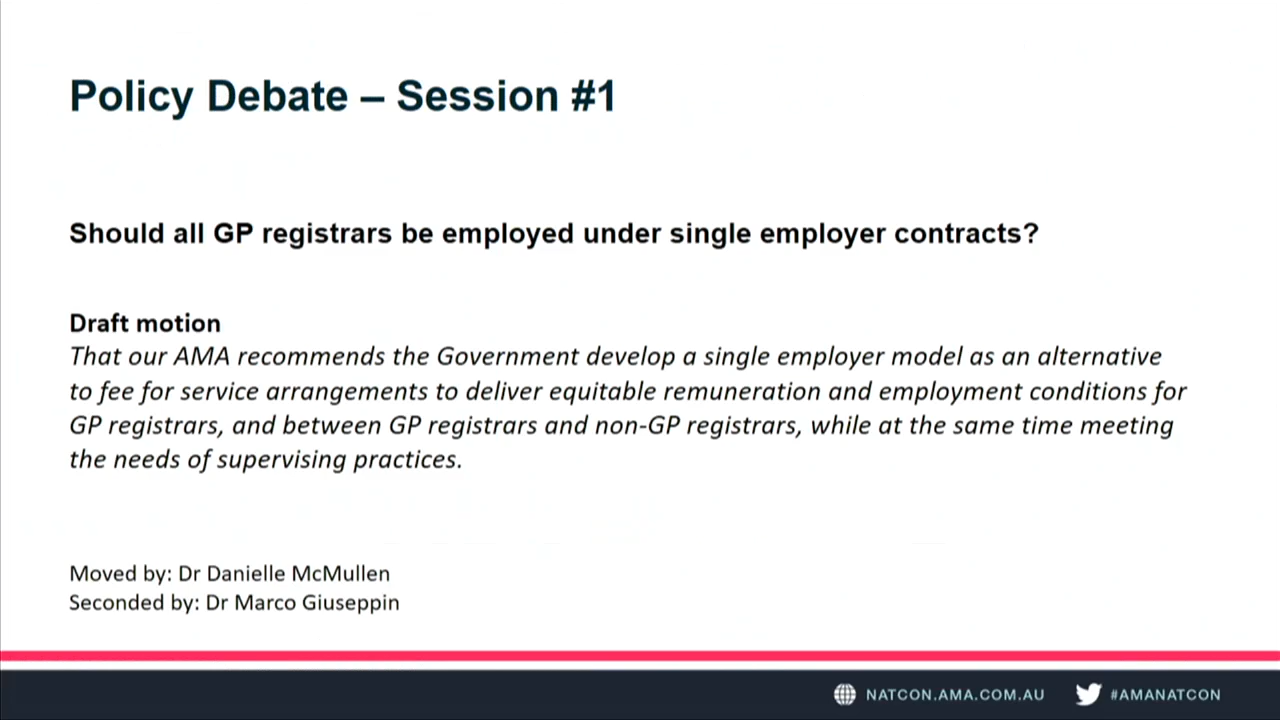 Policy Debate – Session #1
Should all GP registrars be employed under single employer contracts?
Draft motion
That our AMA recommends the Government develop a single employer model as an alternative
to fee for service arrangements to deliver equitable remuneration and employment conditions for
GP registrars, and between GP registrars and non-GP registrars, while at the same time meeting
the needs of supervising practices.
Moved by: Dr Danielle McMullen
Seconded by: Dr Marco Giuseppin
NATCON.AMA.COM.AU #AMANATCON